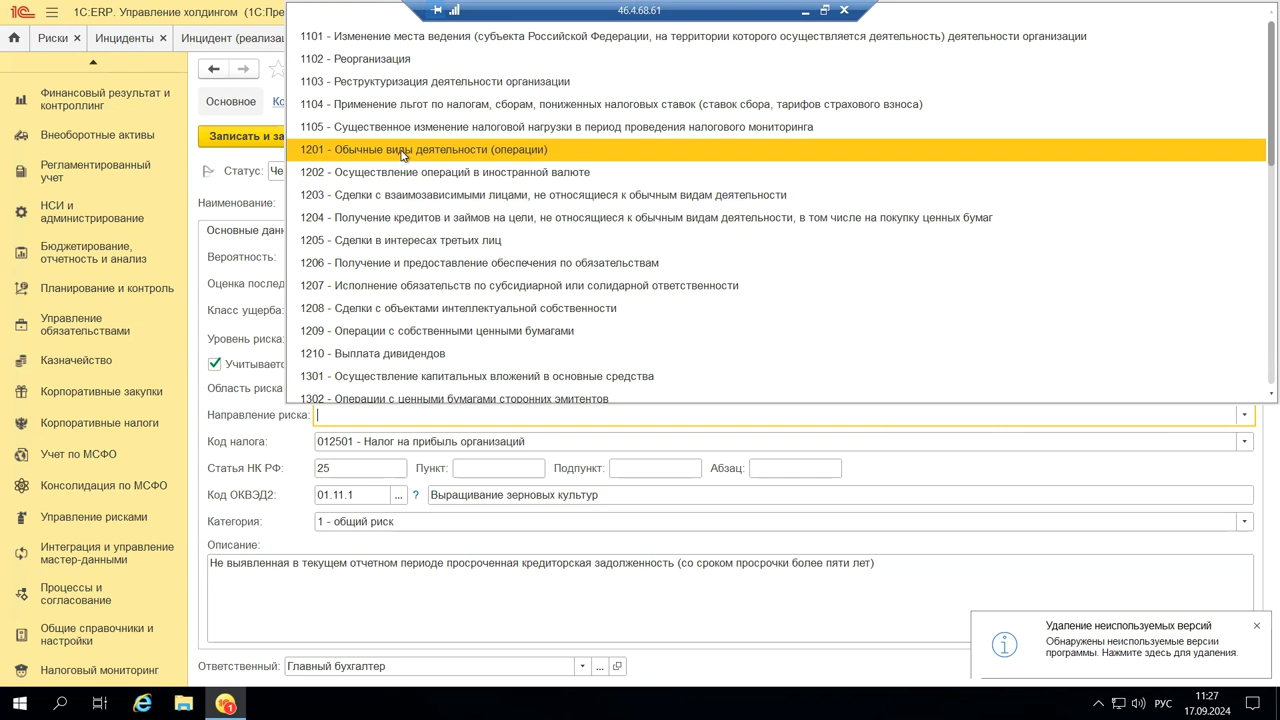 1С:ERP. Управление холдингом (1С:Пре
46.4.68.61
Риски
Инциденты
Инцидент (реализаци
Финансовый результат и
контроллинг
Внеоборотные активы
Регламентированный
учет
НСИ и
администрирование
Бюджетирование,
отчетность и анализ
Планирование и контроль
Управление
обязательствами
Казначейство
Корпоративные закупки
Корпоративные налоги
Учет по МСФО
Консолидация по МСФО
Управление рисками
Интеграция и управление
мастер-данными
Процессы и
согласование
Общие справочники и
настройки
Налоговый мониторинг
Основное
Ко
Записать и за
Статус:
Че
Наименование:
Основные дан
Вероятность:
Оценка послед
Класс ущерба:
Уровень риска:
Учитывает
Область риска
1101 - Изменение места ведения (субъекта Российской Федерации, на территории которого осуществляется деятельность) деятельности организации
1102 - Реорганизация
1103 - Реструктуризация деятельности организации
1104 - Применение льгот по налогам, сборам, пониженных налоговых ставок (ставок сбора, тарифов страхового взноса)
1105 - Существенное изменение налоговой нагрузки в период проведения налогового мониторинга
1201 - Обычные виды деятельности (операции)
1202 - Осуществление операций в иностранной валюте
1203 - Сделки с взаимозависимыми лицами, не относящиеся к обычным видам деятельности
1204 - Получение кредитов и займов на цели, не относящиеся к обычным видам деятельности, в том числе на покупку ценных бумаг
1205 - Сделки в интересах третьих лиц
1206 - Получение и предоставление обеспечения по обязательствам
1207 - Исполнение обязательств по субсидиарной или солидарной ответственности
1208 - Сделки с объектами интеллектуальной собственности
1209 - Операции с собственными ценными бумагами
1210 - Выплата дивидендов
1301 - Осуществление капитальных вложений в основные средства
1302 - Операции с ценными бумагами сторонних эмитентов
Направление риска:
Код налога: 012501 - Налог на прибыль организаций
Статья НК РФ: 25 Пункт: Подпункт: Абзац:
Код ОКВЭД2: 01.11.1 ... ? Выращивание зерновых культур
Категория: 1 - общий риск
Описание:
Не выявленная в текущем отчетном периоде просроченная кредиторская задолженность (со сроком просрочки более пяти лет)
Ответственный: Главный бухгалтер ...
Удаление неиспользуемых версий
Обнаружены неиспользуемые версии
программы. Нажмите здесь для удаления.
1
РУС
11:27
17.09.2024